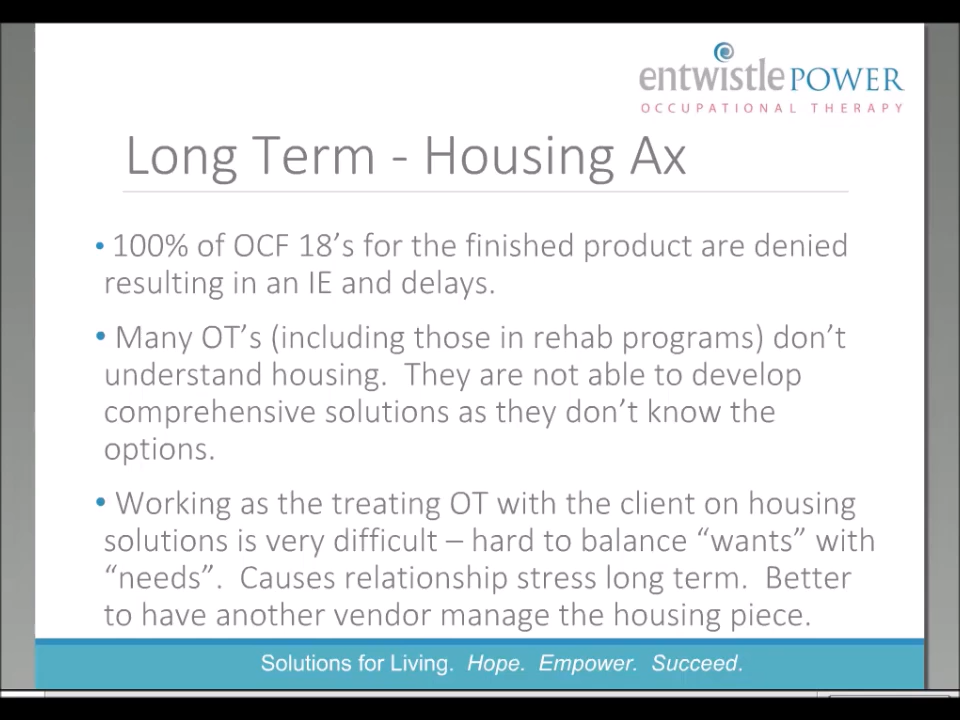 entwistle POWER
OCCUPATIONAL THERAPY
Long Term - Housing Ax
• 100% of OCF 18’s for the finished product are denied
resulting in an IE and delays.
• Many OT’s (including those in rehab programs) don’t
understand housing.  They are not able to develop
comprehensive solutions as they don’t know the
options.
• Working as the treating OT with the client on housing
solutions is very difficult – hard to balance “wants” with
“needs”.  Causes relationship stress long term.  Better
to have another vendor manage the housing piece.
Solutions for Living.  Hope.  Empower.  Succeed.